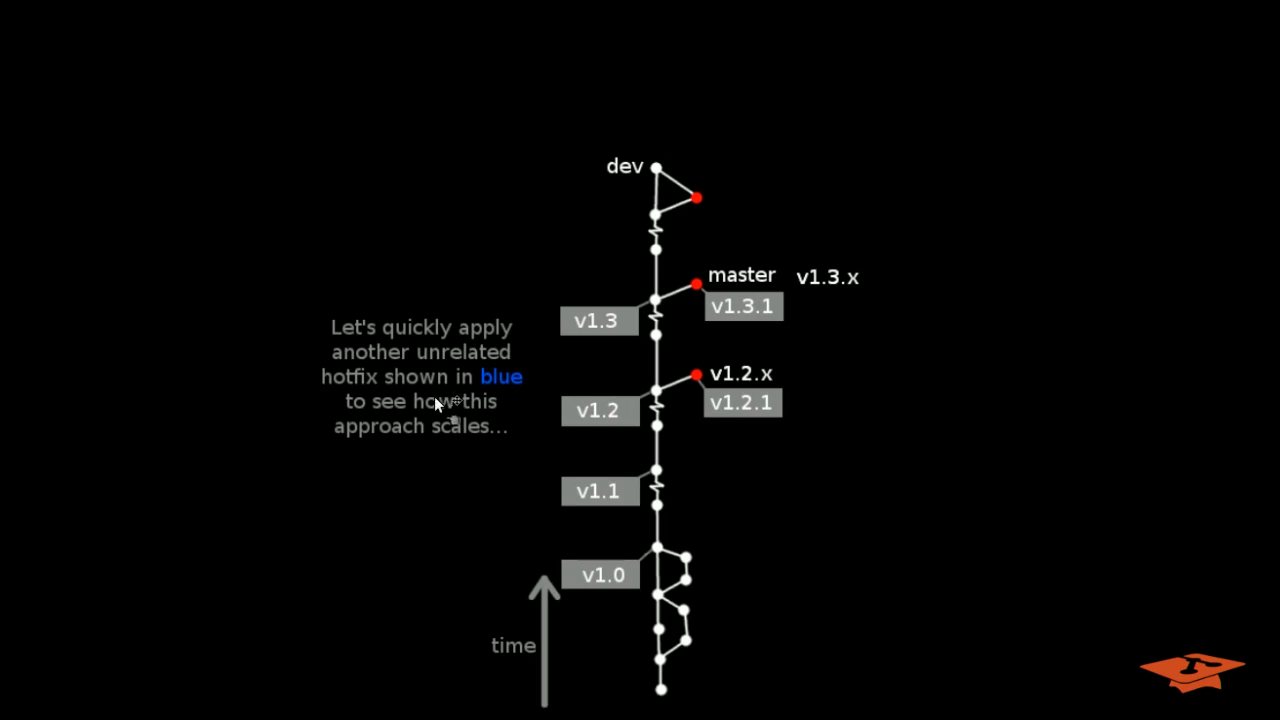 dev
master v1.3.x
v1.3.1
v1.3
Let's quickly apply
another unrelated
hotfix shown in blue
to see how this
approach scales...
v1.2.x
v1.2.1
v1.2
v1.1
v1.0
time